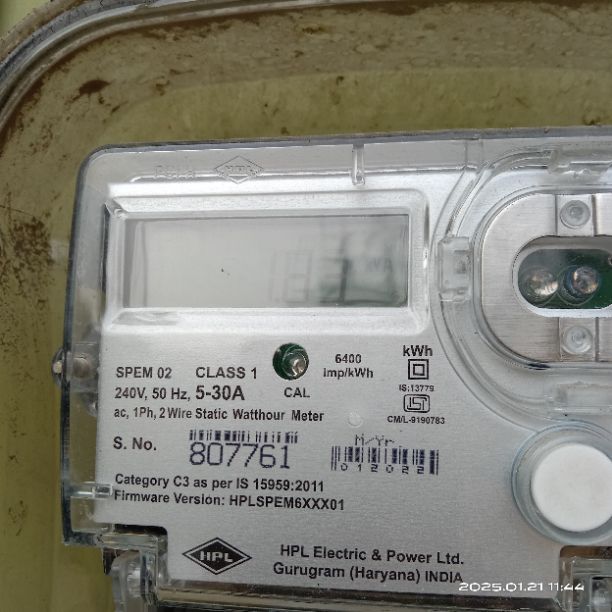 SPEM 02 CLASS 1
240V, 50 Hz, 5-30A
ac, 1Ph, 2 Wire Static Watthour Meter
CAL
6400
imp/kWh
kWh
IS:13779
ISI
CM/L-9190783
S. No.
807761
M/Yr
012022
Category C3 as per IS 15959:2011
Firmware Version: HPLSPEM6XXX01
HPL
HPL Electric & Power Ltd.
Gurugram (Haryana) INDIA
2025.01.21 11:44